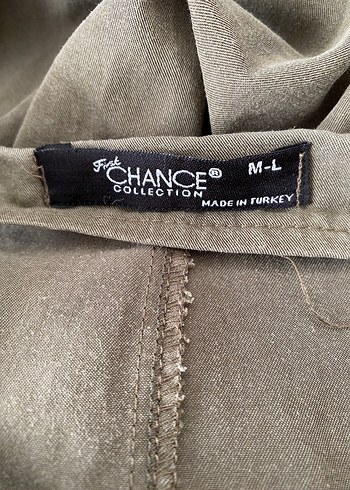 First
CHANCE®
COLLECTION
M-L
MADE IN TURKEY